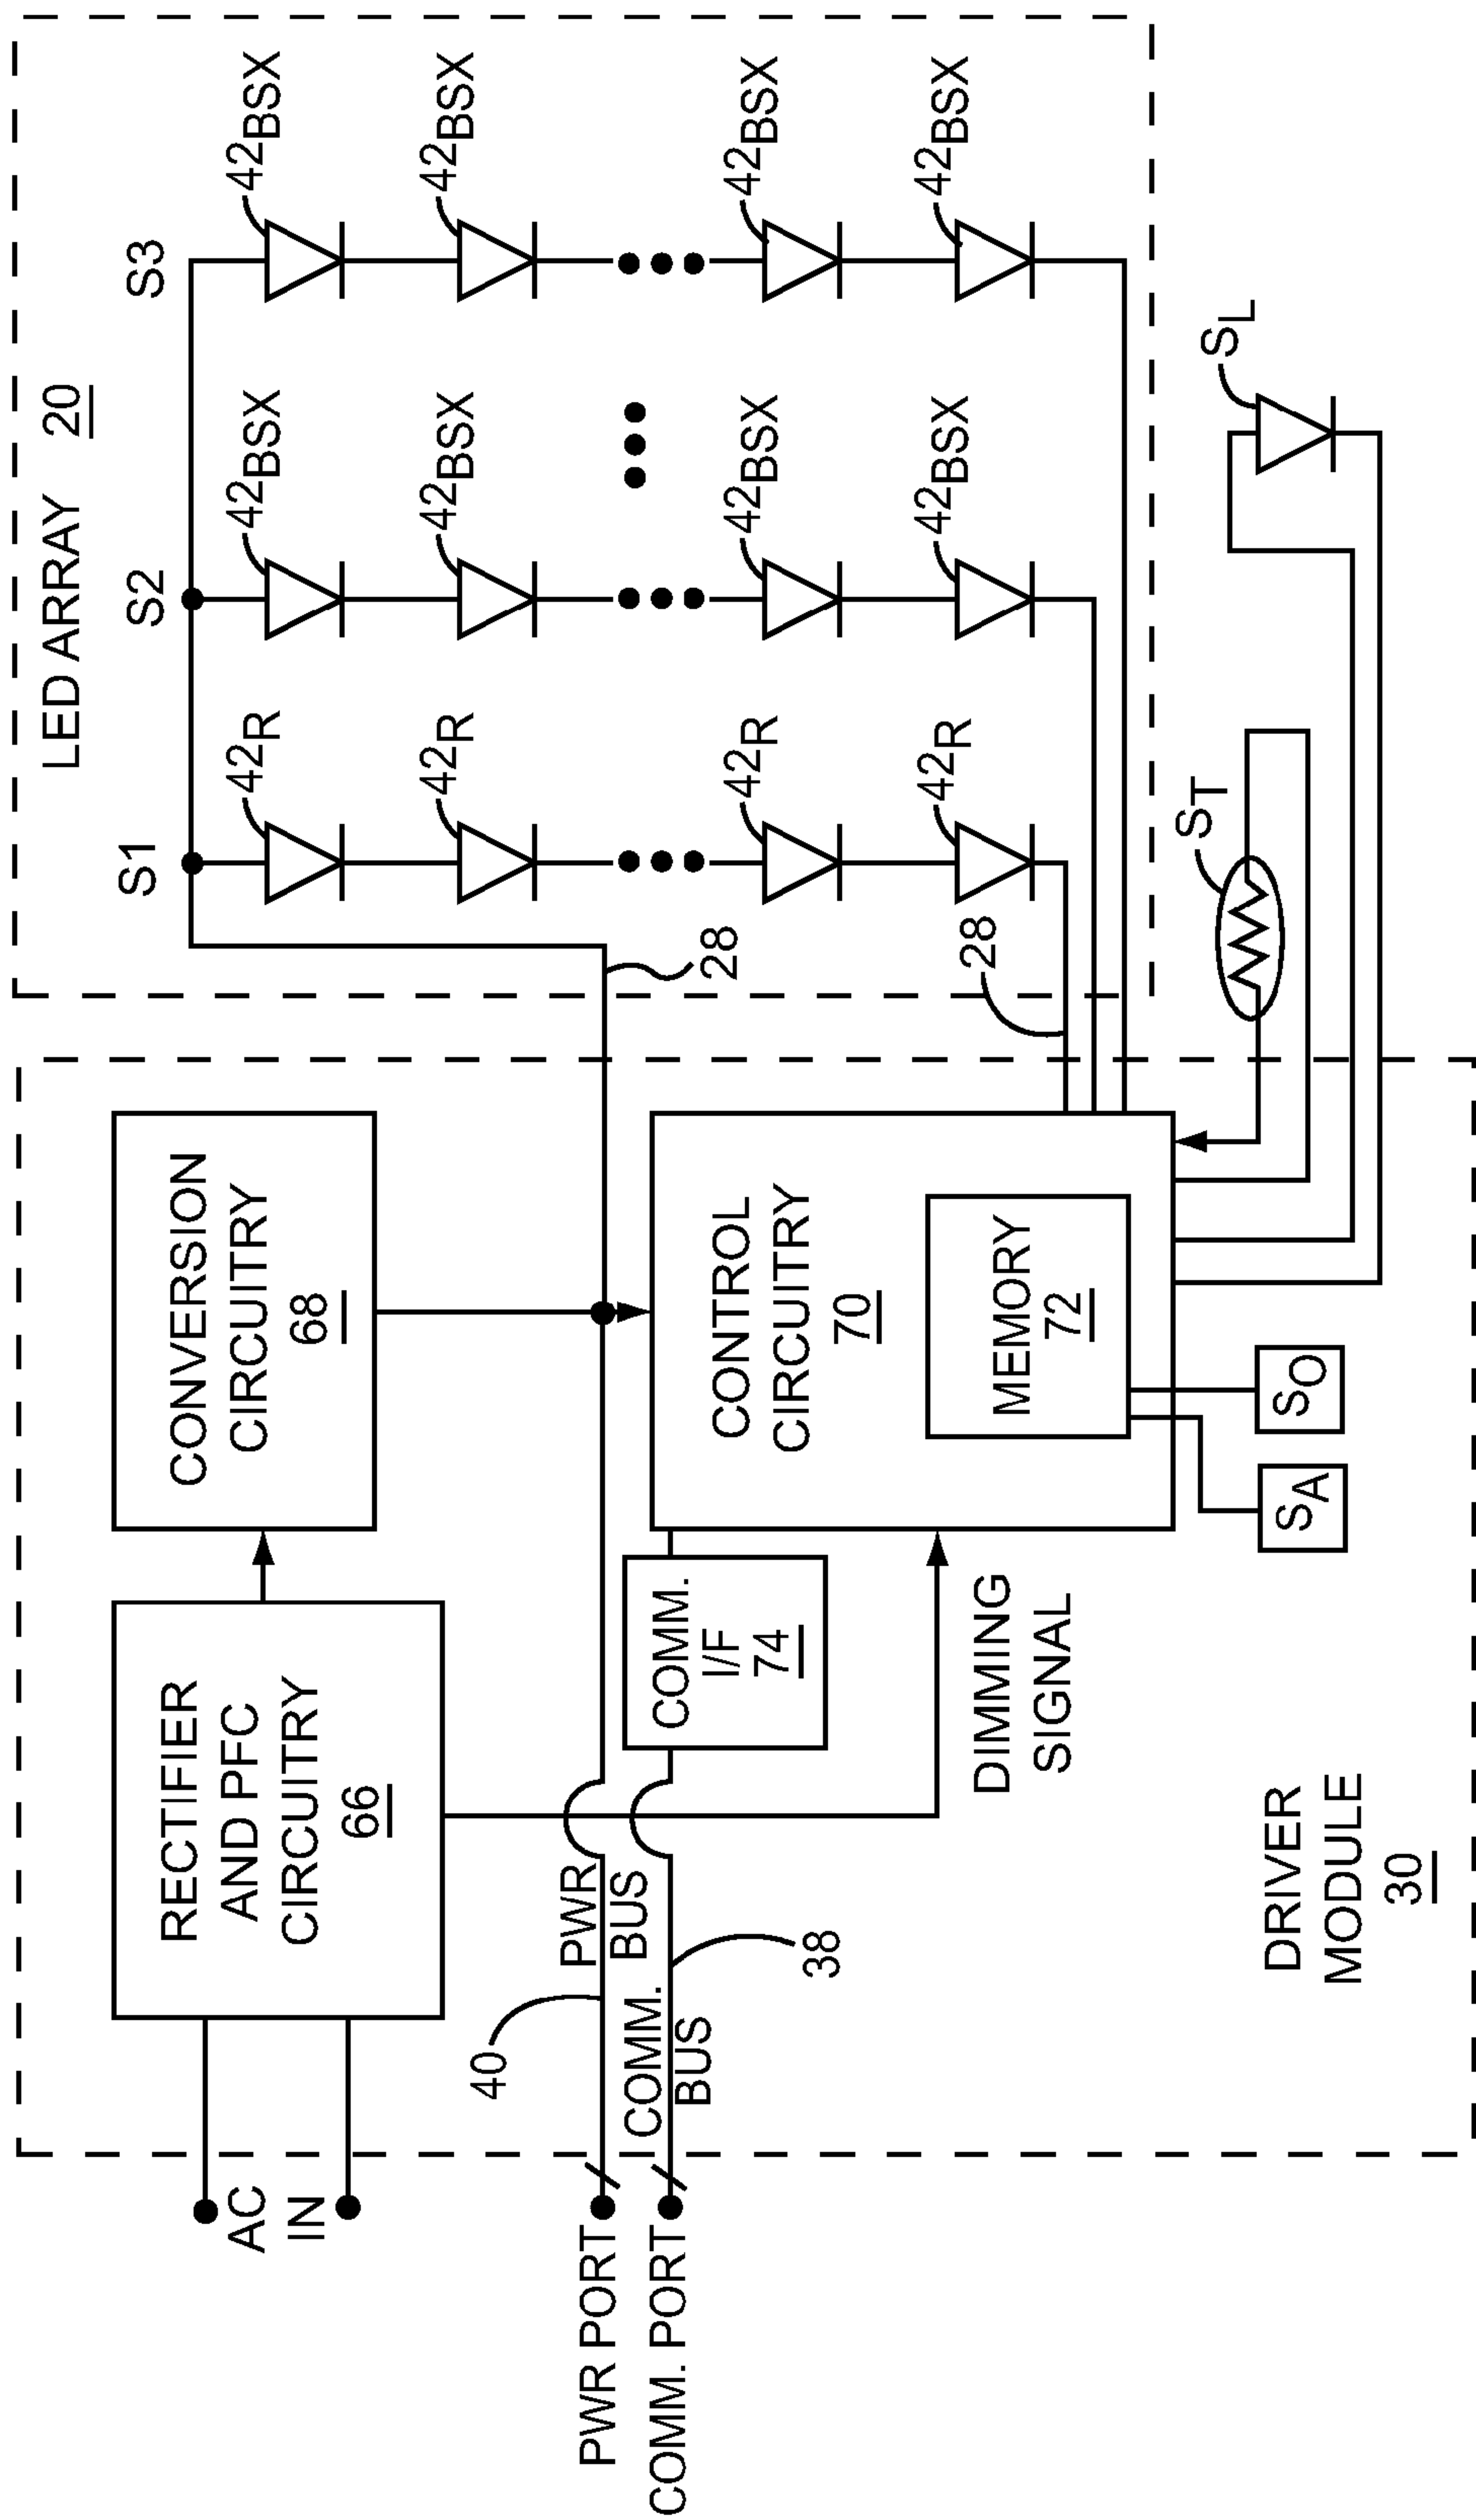 LED ARRAY
20
S1
S2
S3
42R
42BSX
42BSX
42R
42BSX
42BSX
42R
42BSX
42BSX
42R
42BSX
42BSX
28
28
ST
SL
RECTIFIER
AND PFC
CIRCUITRY
66
CONVERSION
CIRCUITRY
68
AC
IN
40
PWR
BUS
COMM.
BUS
38
PWR PORT
COMM. PORT
COMM.
I/F
74
CONTROL
CIRCUITRY
70
MEMORY
72
DIMMING
SIGNAL
SA
SO
DRIVER
MODULE
30